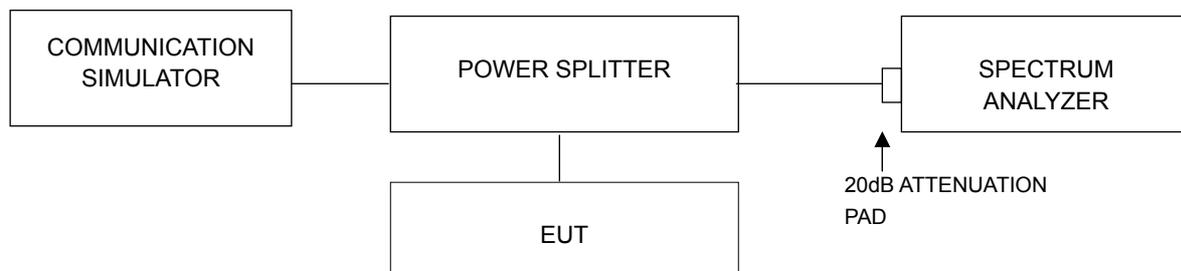 COMMUNICATION
SIMULATOR
POWER SPLITTER
SPECTRUM
ANALYZER
20dB ATTENUATION
PAD
EUT